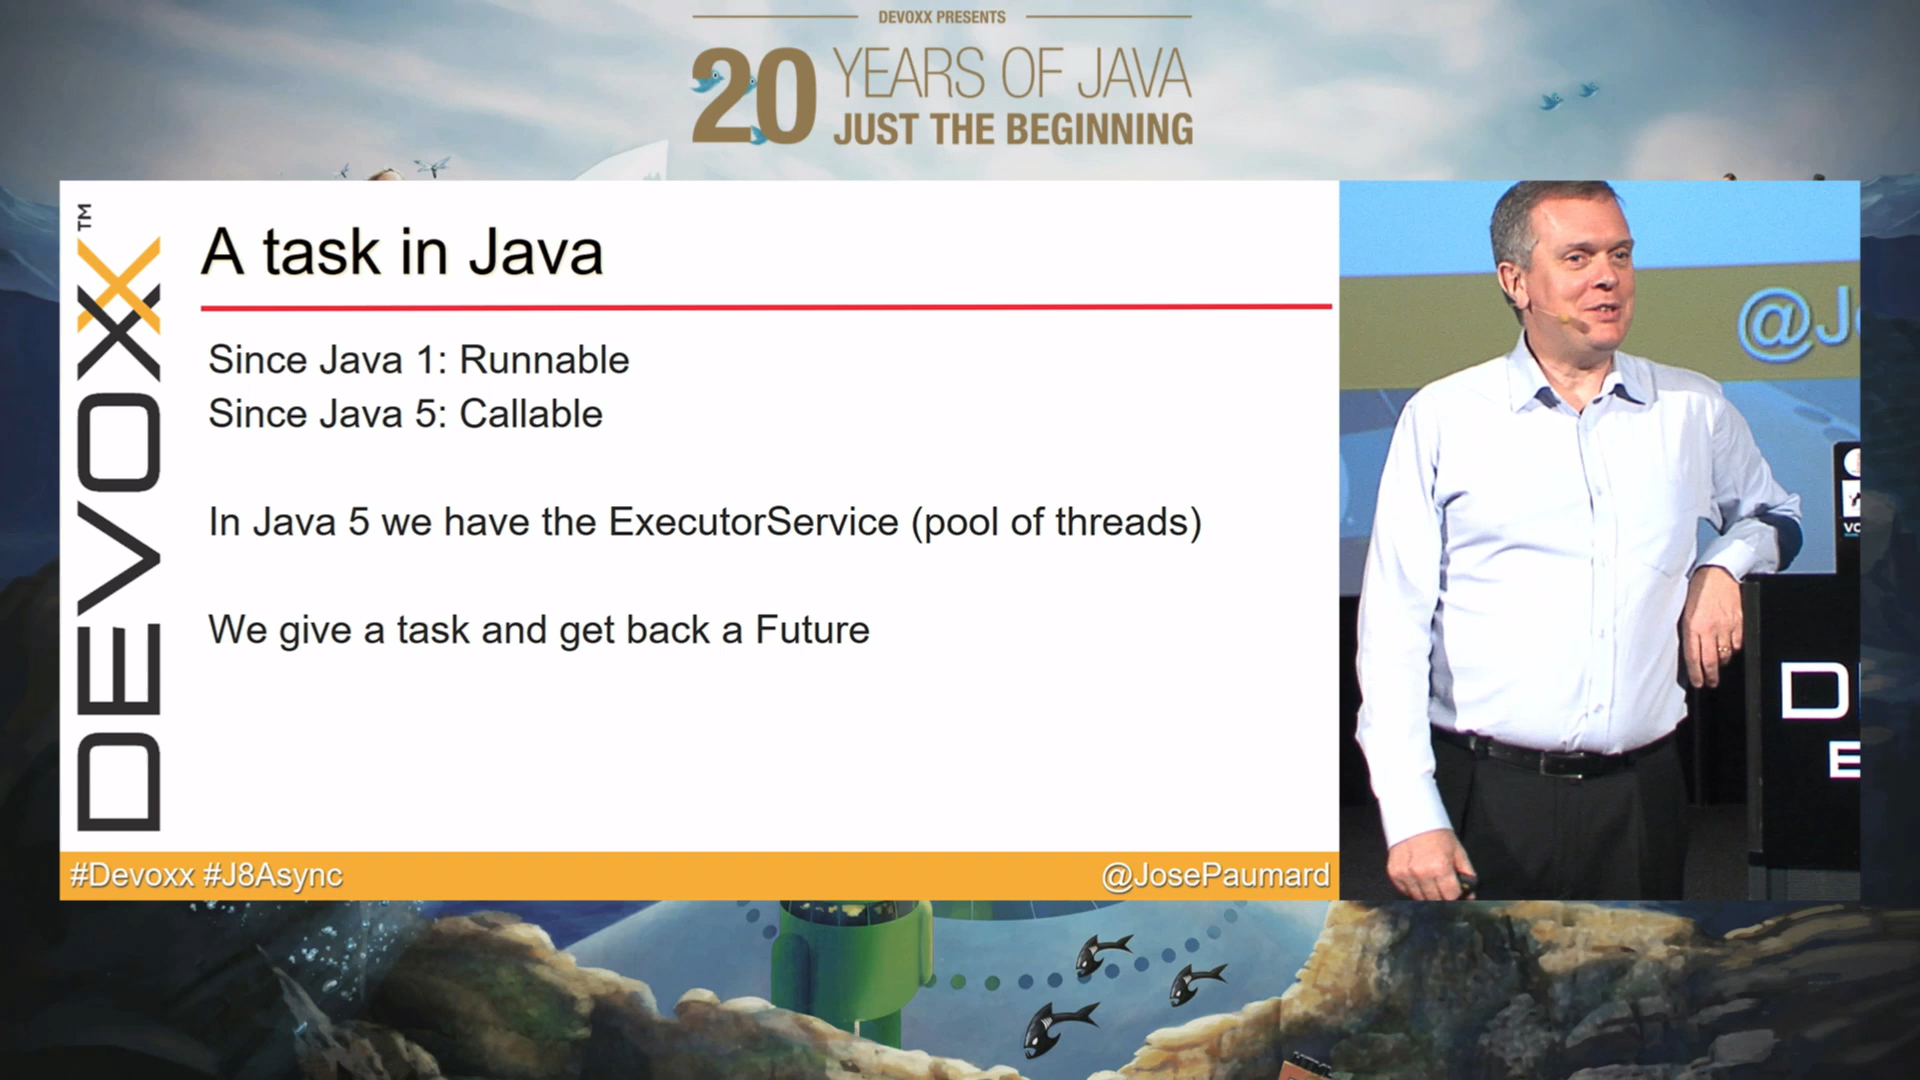 DEVOXX PRESENTS
20 YEARS OF JAVA
JUST THE BEGINNING
DEVOXX™
A task in Java
Since Java 1: Runnable
Since Java 5: Callable
In Java 5 we have the ExecutorService (pool of threads)
We give a task and get back a Future
#Devoxx #J8Async
@JosePaumard
@J
D
E